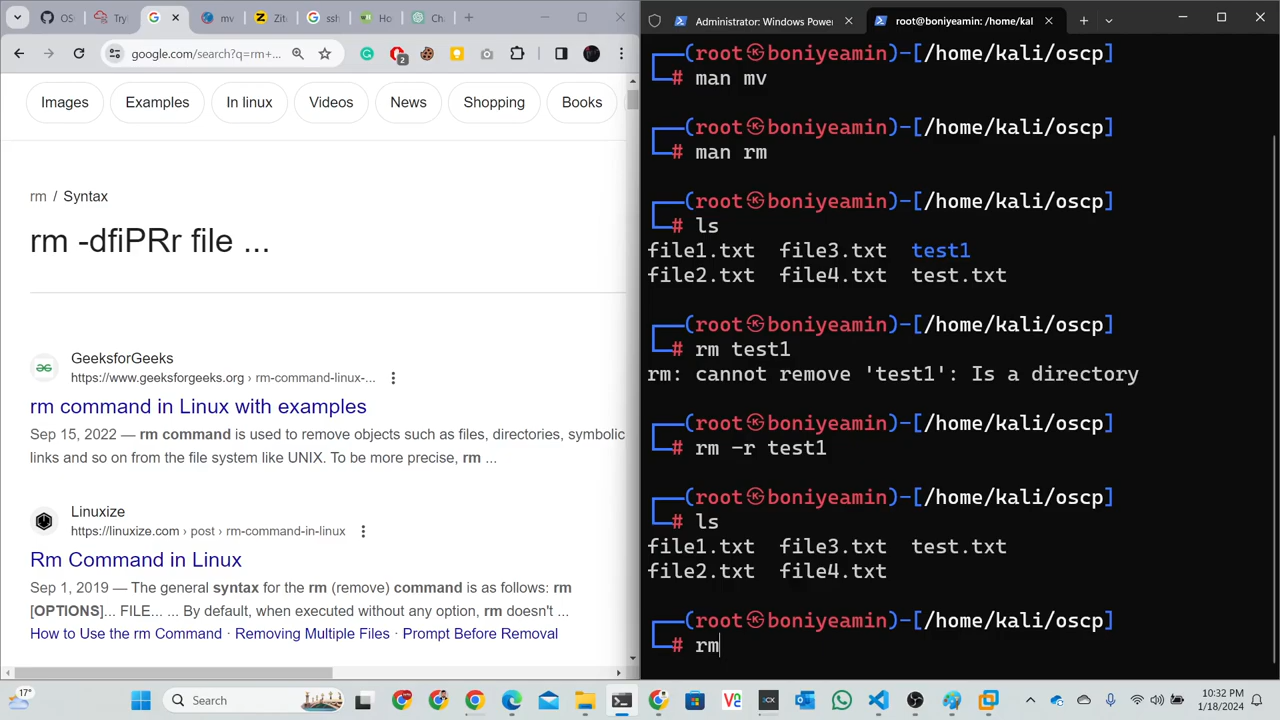 ssh
Zi
Ho
Ch
google.com/search?q=rm+...
2
Images
Examples
In linux
Videos
News
Shopping
Books
rm / Syntax
rm -dfiPRr file ...
GeeksforGeeks
https://www.geeksforgeeks.org › rm-command-linux-...
rm command in Linux with examples
Sep 15, 2022 — rm command is used to remove objects such as files, directories, symbolic
links and so on from the file system like UNIX. To be more precise, rm ...
Linuxize
https://linuxize.com › post › rm-command-in-linux
Rm Command in Linux
Sep 1, 2019 — The general syntax for the rm (remove) command is as follows: rm
[OPTIONS]... FILE... ... By default, when executed without any option, rm doesn't ...
How to Use the rm Command · Removing Multiple Files · Prompt Before Removal
Administrator: Windows Power
root@boniyeamin: /home/kal
(root㉿boniyeamin)-[/home/kali/oscp]
# man mv
(root㉿boniyeamin)-[/home/kali/oscp]
# man rm
(root㉿boniyeamin)-[/home/kali/oscp]
# ls
file1.txt file3.txt test1
file2.txt file4.txt test.txt
(root㉿boniyeamin)-[/home/kali/oscp]
# rm test1
rm: cannot remove 'test1': Is a directory
(root㉿boniyeamin)-[/home/kali/oscp]
# rm -r test1
(root㉿boniyeamin)-[/home/kali/oscp]
# ls
file1.txt file3.txt test.txt
file2.txt file4.txt
(root㉿boniyeamin)-[/home/kali/oscp]
# rm
17°
Search
10:32 PM
1/18/2024